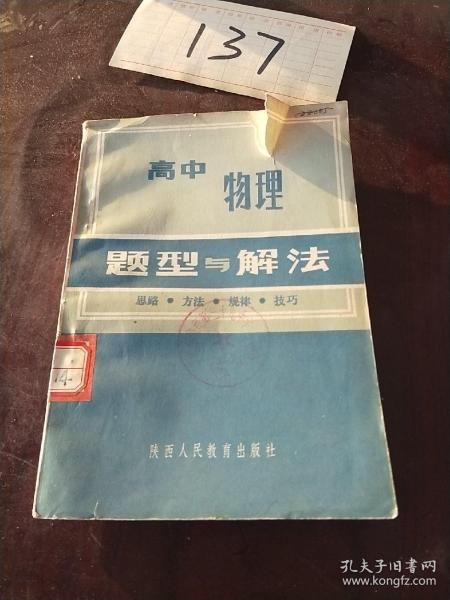 137
高中
物理
题型与解法
思路 • 方法 • 规律 • 技巧
14
陕西人民教育出版社
孔夫子旧书网
www.kongfz.com